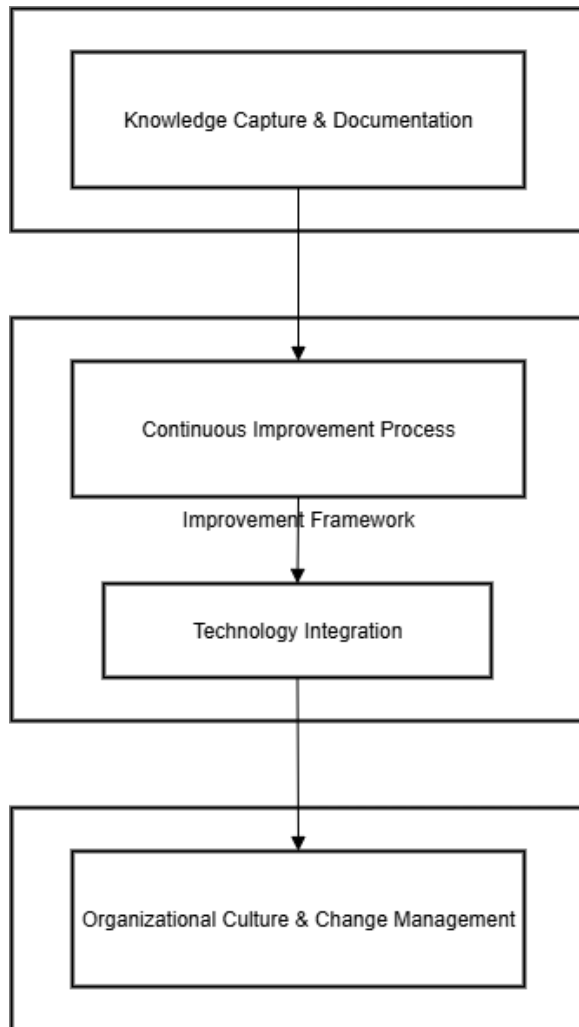 Knowledge Capture & Documentation
Continuous Improvement Process
Improvement Framework
Technology Integration
Organizational Culture & Change Management